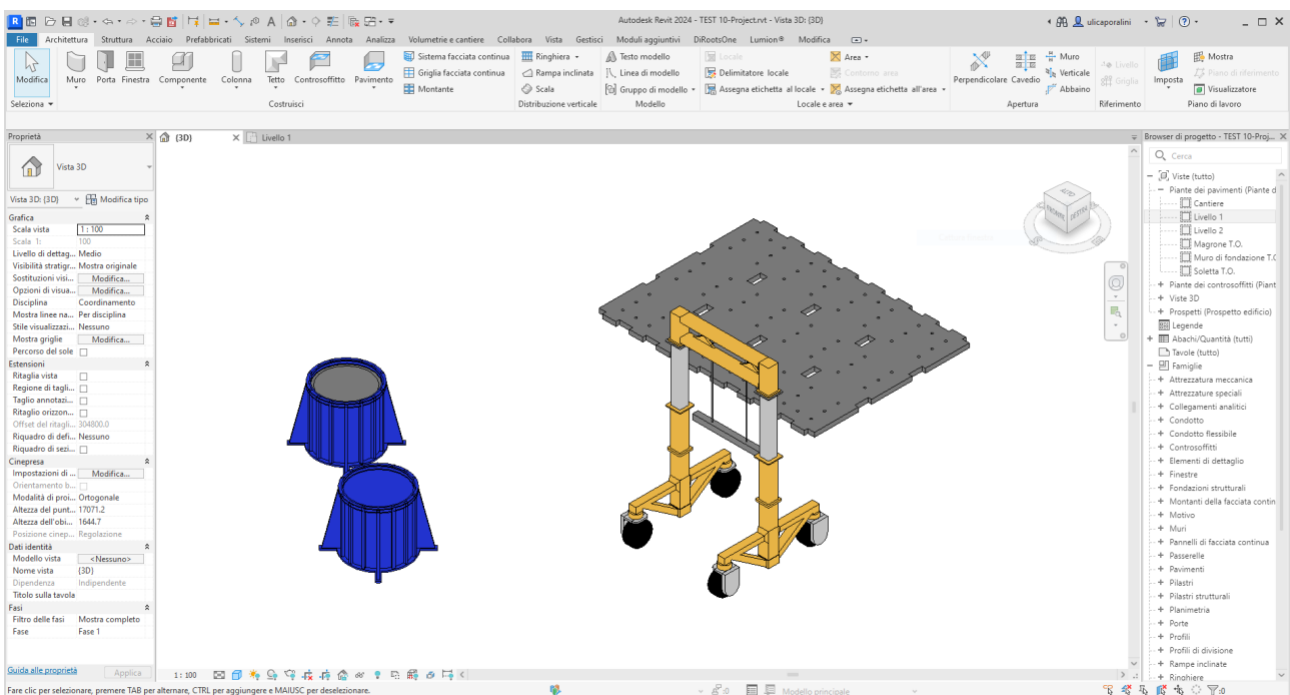 Autodesk Revit 2024 - TEST 10-Project.rvt - Vista 3D: {3D}
ulicaporalini
File Architettura Struttura Acciaio Prefabbricati Sistemi Inserisci Annota Analizza Volumetrie e cantiere Collabora Vista Gestisci Moduli aggiuntivi DiRootsOne Lumion® Modifica
Modifica
Muro Porta Finestra Componente Colonna Tetto Controsoffitto Pavimento
Sistema facciata continua
Griglia facciata continua
Montante
Ringhiera
Rampa inclinata
Scala
Testo modello
Linea di modello
Gruppo di modello
Locale
Delimitatore locale
Assegna etichetta al locale
Area
Contorno area
Assegna etichetta all'area
Perpendicolare Cavedio
Muro
Verticale
Abbaino
Livello
Griglia
Imposta
Mostra
Piano di riferimento
Visualizzatore
Seleziona
Costruisci
Distribuzione verticale
Modello
Locale e area
Apertura
Riferimento
Piano di lavoro
Proprietà
{3D}
Livello 1
Vista 3D
Vista 3D: {3D} Modifica tipo
Grafica
Scala vista 1 : 100
Scala 1: 100
Livello di dettag... Medio
Visibilità stratigr... Mostra originale
Sostituzioni visi... Modifica...
Opzioni di visua... Modifica...
Disciplina Coordinamento
Mostra linee na... Per disciplina
Stile visualizzazi... Nessuno
Mostra griglie Modifica...
Percorso del sole
Estensioni
Ritaglia vista
Regione di tagli...
Taglio annotazi...
Ritaglio orizzon...
Offset del ritagli... 304800.0
Riquadro di defi... Nessuno
Riquadro di sezi...
Cinepresa
Impostazioni di ... Modifica...
Orientamento b...
Modalità di proi... Ortogonale
Altezza del punt... 17071.2
Altezza dell'obi... 1644.7
Posizione cinep... Regolazione
Dati identità
Modello vista <Nessuno>
Nome vista {3D}
Dipendenza Indipendente
Titolo sulla tavola
Fasi
Filtro delle fasi Mostra completo
Fase Fase 1
Guida alle proprietà Applica
ALTO
FRONTE DESTRA
Browser di progetto - TEST 10-Proj...
Cerca
Viste (tutto)
Piante dei pavimenti (Piante d
Cantiere
Livello 1
Livello 2
Magrone T.O.
Muro di fondazione T.O
Soletta T.O.
Piante dei controsoffitti (Piant
Viste 3D
Prospetti (Prospetto edificio)
Legende
Abachi/Quantità (tutti)
Tavole (tutto)
Famiglie
Attrezzatura meccanica
Attrezzature speciali
Collegamenti analitici
Condotto
Condotto flessibile
Controsoffitti
Elementi di dettaglio
Finestre
Fondazioni strutturali
Montanti della facciata contin
Motivo
Muri
Pannelli di facciata continua
Passerelle
Pavimenti
Pilastri
Pilastri strutturali
Planimetria
Porte
Profili
Profili di divisione
Rampe inclinate
Ringhiere
1 : 100
Fare clic per selezionare, premere TAB per alternare, CTRL per aggiungere e MAIUSC per deselezionare.
:0
Modello principale
:0